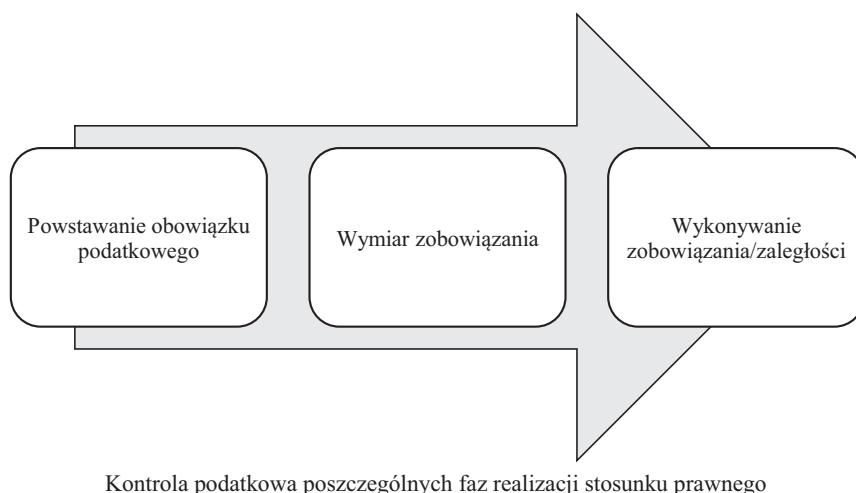 Powstawanie obowiązku
podatkowego
Wymiar zobowiązania
Wykonywanie
zobowiązania/zaległości
Kontrola podatkowa poszczególnych faz realizacji stosunku prawnego